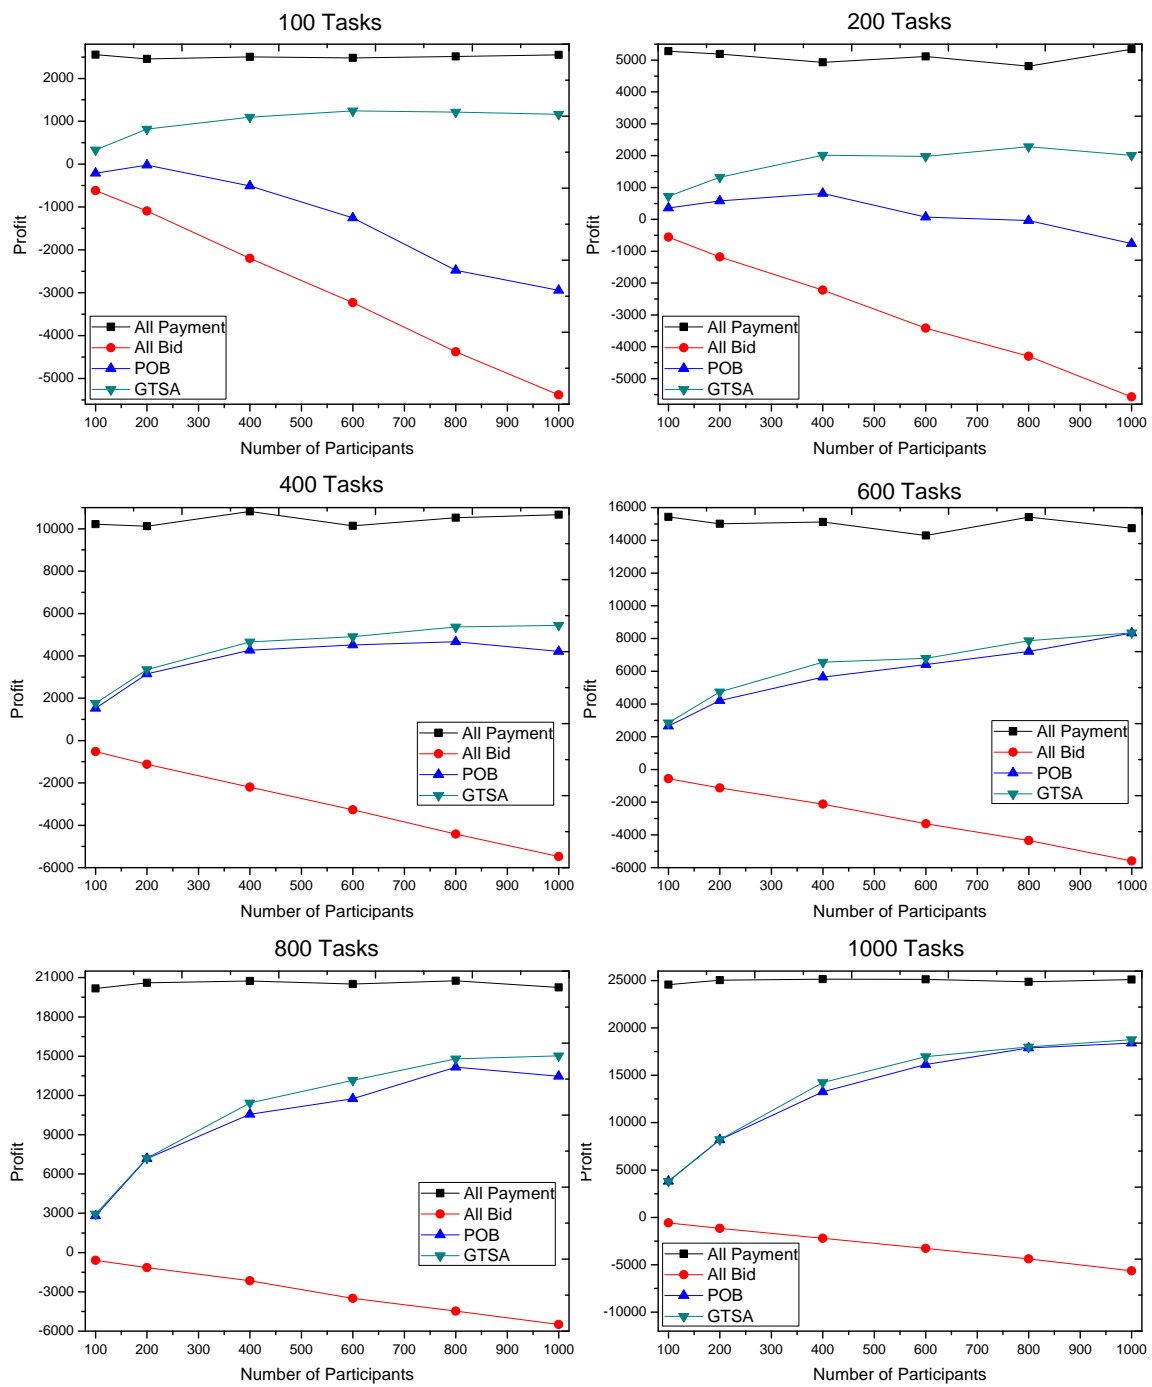 100 Tasks
2000
1000
0
-1000
-2000
-3000
-4000
-5000
Profit
All Payment
All Bid
POB
GTSA
100 200 300 400 500 600 700 800 900 1000
Number of Participants
200 Tasks
5000
4000
3000
2000
1000
0
-1000
-2000
-3000
-4000
-5000
Profit
All Payment
All Bid
POB
GTSA
100 200 300 400 500 600 700 800 900 1000
Number of Participants
400 Tasks
10000
8000
6000
4000
2000
0
-2000
-4000
-6000
Profit
All Payment
All Bid
POB
GTSA
100 200 300 400 500 600 700 800 900 1000
Number of Participants
600 Tasks
16000
14000
12000
10000
8000
6000
4000
2000
0
-2000
-4000
-6000
Profit
All Payment
All Bid
POB
GTSA
100 200 300 400 500 600 700 800 900 1000
Number of Participants
800 Tasks
21000
18000
15000
12000
9000
6000
3000
0
-3000
-6000
Profit
All Payment
All Bid
POB
GTSA
100 200 300 400 500 600 700 800 900 1000
Number of Participants
1000 Tasks
25000
20000
15000
10000
5000
0
-5000
-10000
Profit
All Payment
All Bid
POB
GTSA
100 200 300 400 500 600 700 800 900 1000
Number of Participants